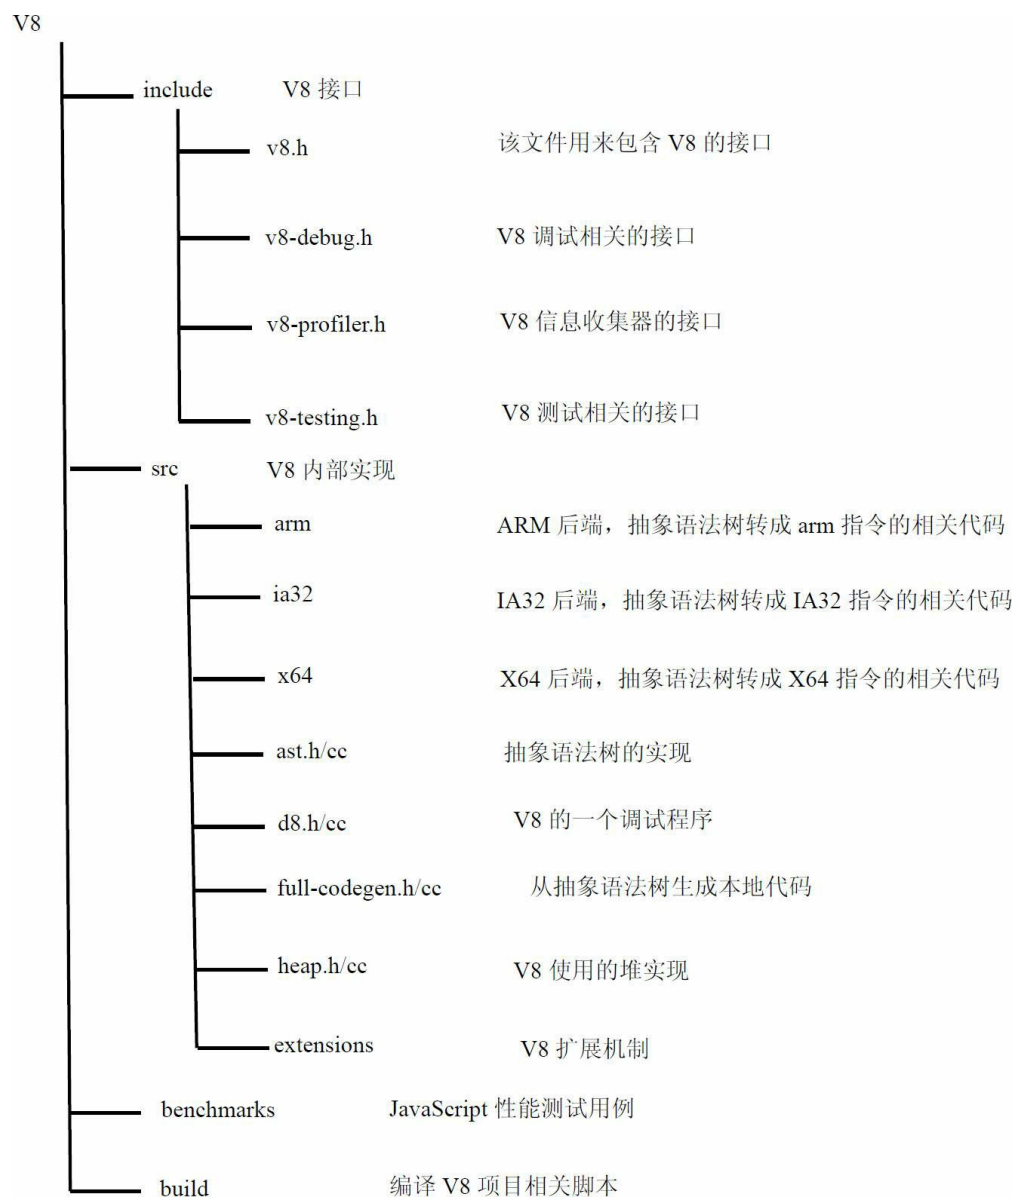 V8
include V8 接口
v8.h 该文件用来包含 V8 的接口
v8-debug.h V8 调试相关的接口
v8-profiler.h V8 信息收集器的接口
v8-testing.h V8 测试相关的接口
src V8 内部实现
arm ARM 后端，抽象语法树转成 arm 指令的相关代码
ia32 IA32 后端，抽象语法树转成 IA32 指令的相关代码
x64 X64 后端，抽象语法树转成 X64 指令的相关代码
ast.h/cc 抽象语法树的实现
d8.h/cc V8 的一个调试程序
full-codegen.h/cc 从抽象语法树生成本地代码
heap.h/cc V8 使用的堆实现
extensions V8 扩展机制
benchmarks JavaScript 性能测试用例
build 编译 V8 项目相关脚本